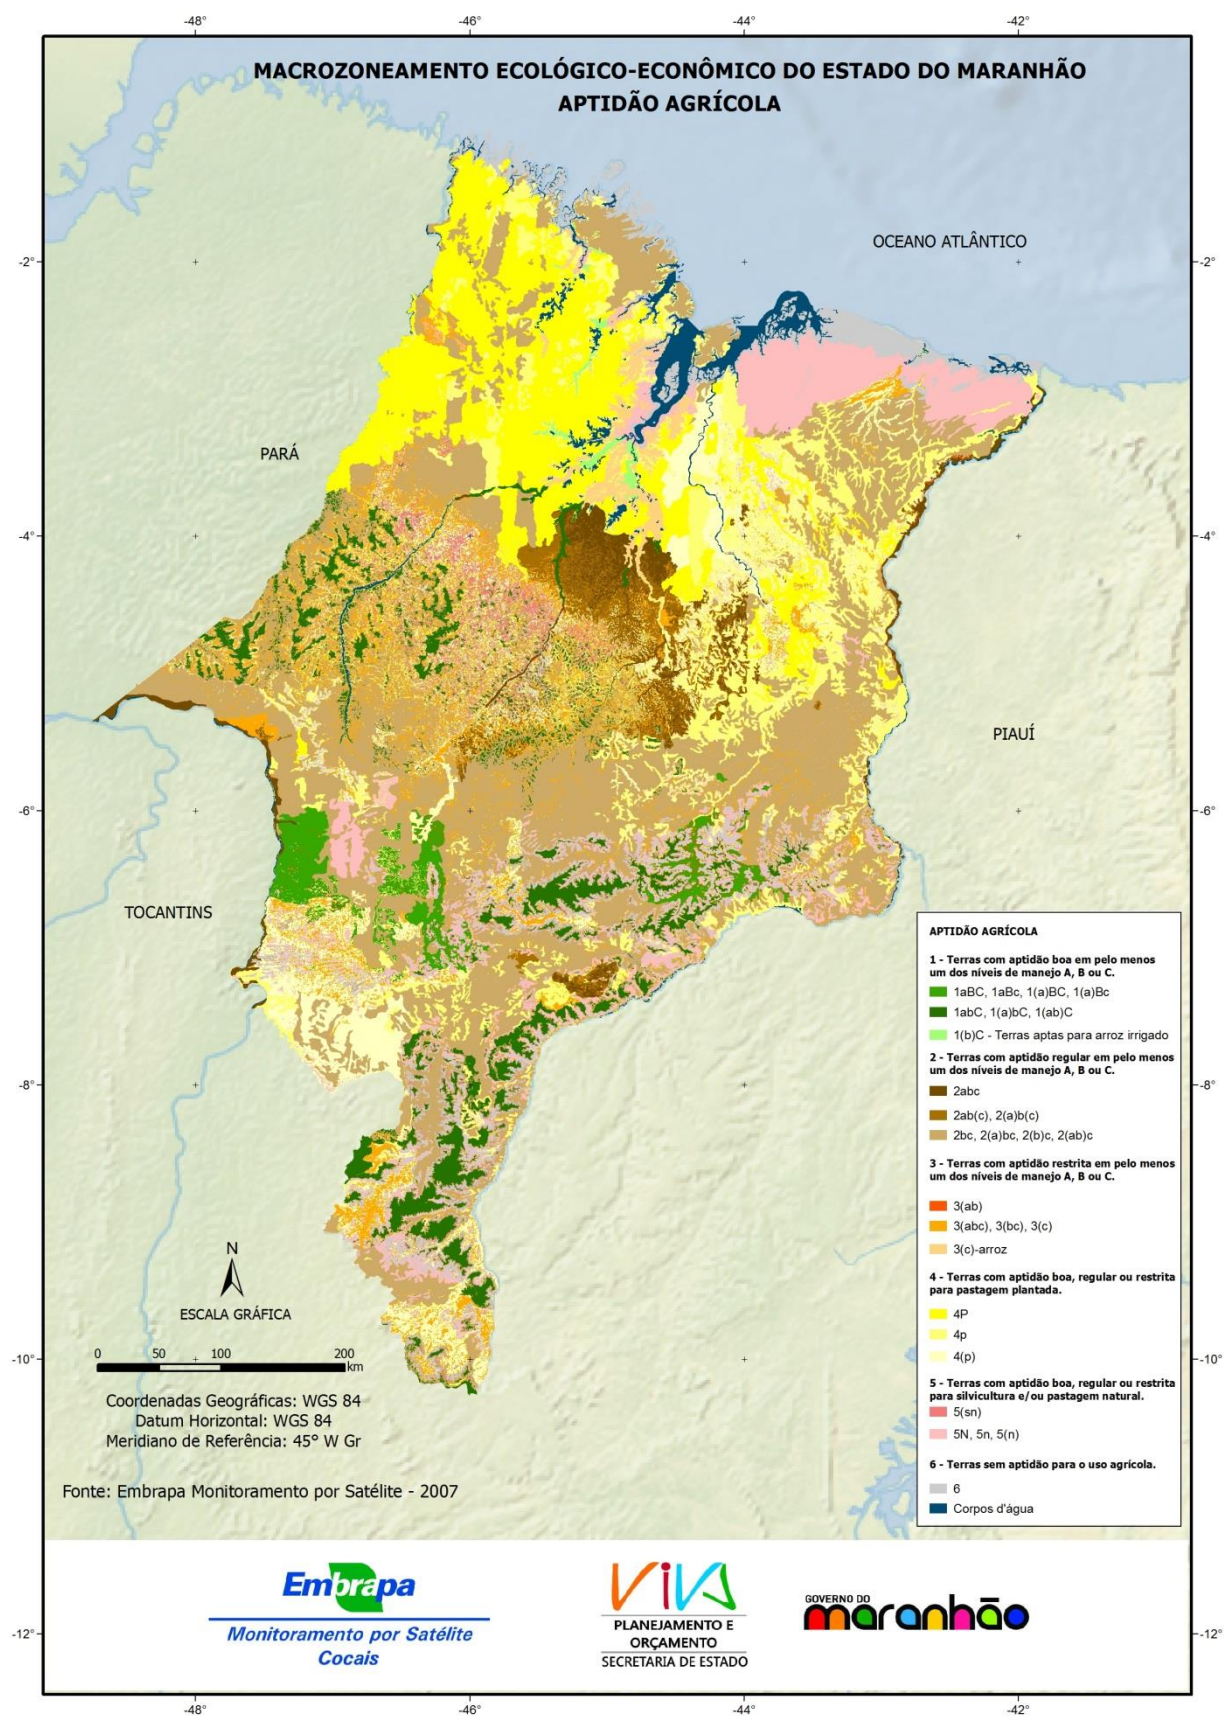 -48°
-46°
-44°
-42°
MACROZONEAMENTO ECOLÓGICO-ECONÔMICO DO ESTADO DO MARANHÃO
APTIDÃO AGRÍCOLA
OCEANO ATLÂNTICO
-2°
-2°
PARÁ
-4°
-4°
PIAUÍ
-6°
-6°
TOCANTINS
APTIDÃO AGRÍCOLA
1 - Terras com aptidão boa em pelo menos
um dos níveis de manejo A, B ou C.
1aBC, 1aBc, 1(a)BC, 1(a)Bc
1abC, 1(a)bC, 1(ab)C
1(b)C - Terras aptas para arroz irrigado
2 - Terras com aptidão regular em pelo menos
um dos níveis de manejo A, B ou C.
2abc
2ab(c), 2(a)b(c)
2bc, 2(a)bc, 2(b)c, 2(ab)c
3 - Terras com aptidão restrita em pelo menos
um dos níveis de manejo A, B ou C.
3(ab)
3(abc), 3(bc), 3(c)
3(c)-arroz
4 - Terras com aptidão boa, regular ou restrita
para pastagem plantada.
4P
4p
4(p)
5 - Terras com aptidão boa, regular ou restrita
para silvicultura e/ou pastagem natural.
5(sn)
5N, 5n, 5(n)
6 - Terras sem aptidão para o uso agrícola.
6
Corpos d'água
-8°
-8°
N
ESCALA GRÁFICA
0 50 100 200
km
-10°
-10°
Coordenadas Geográficas: WGS 84
Datum Horizontal: WGS 84
Meridiano de Referência: 45° W Gr
Fonte: Embrapa Monitoramento por Satélite - 2007
Embrapa
Monitoramento por Satélite
Cocais
VIVA
PLANEJAMENTO E
ORÇAMENTO
SECRETARIA DE ESTADO
GOVERNO DO
maranhão
-12°
-12°
-48°
-46°
-44°
-42°